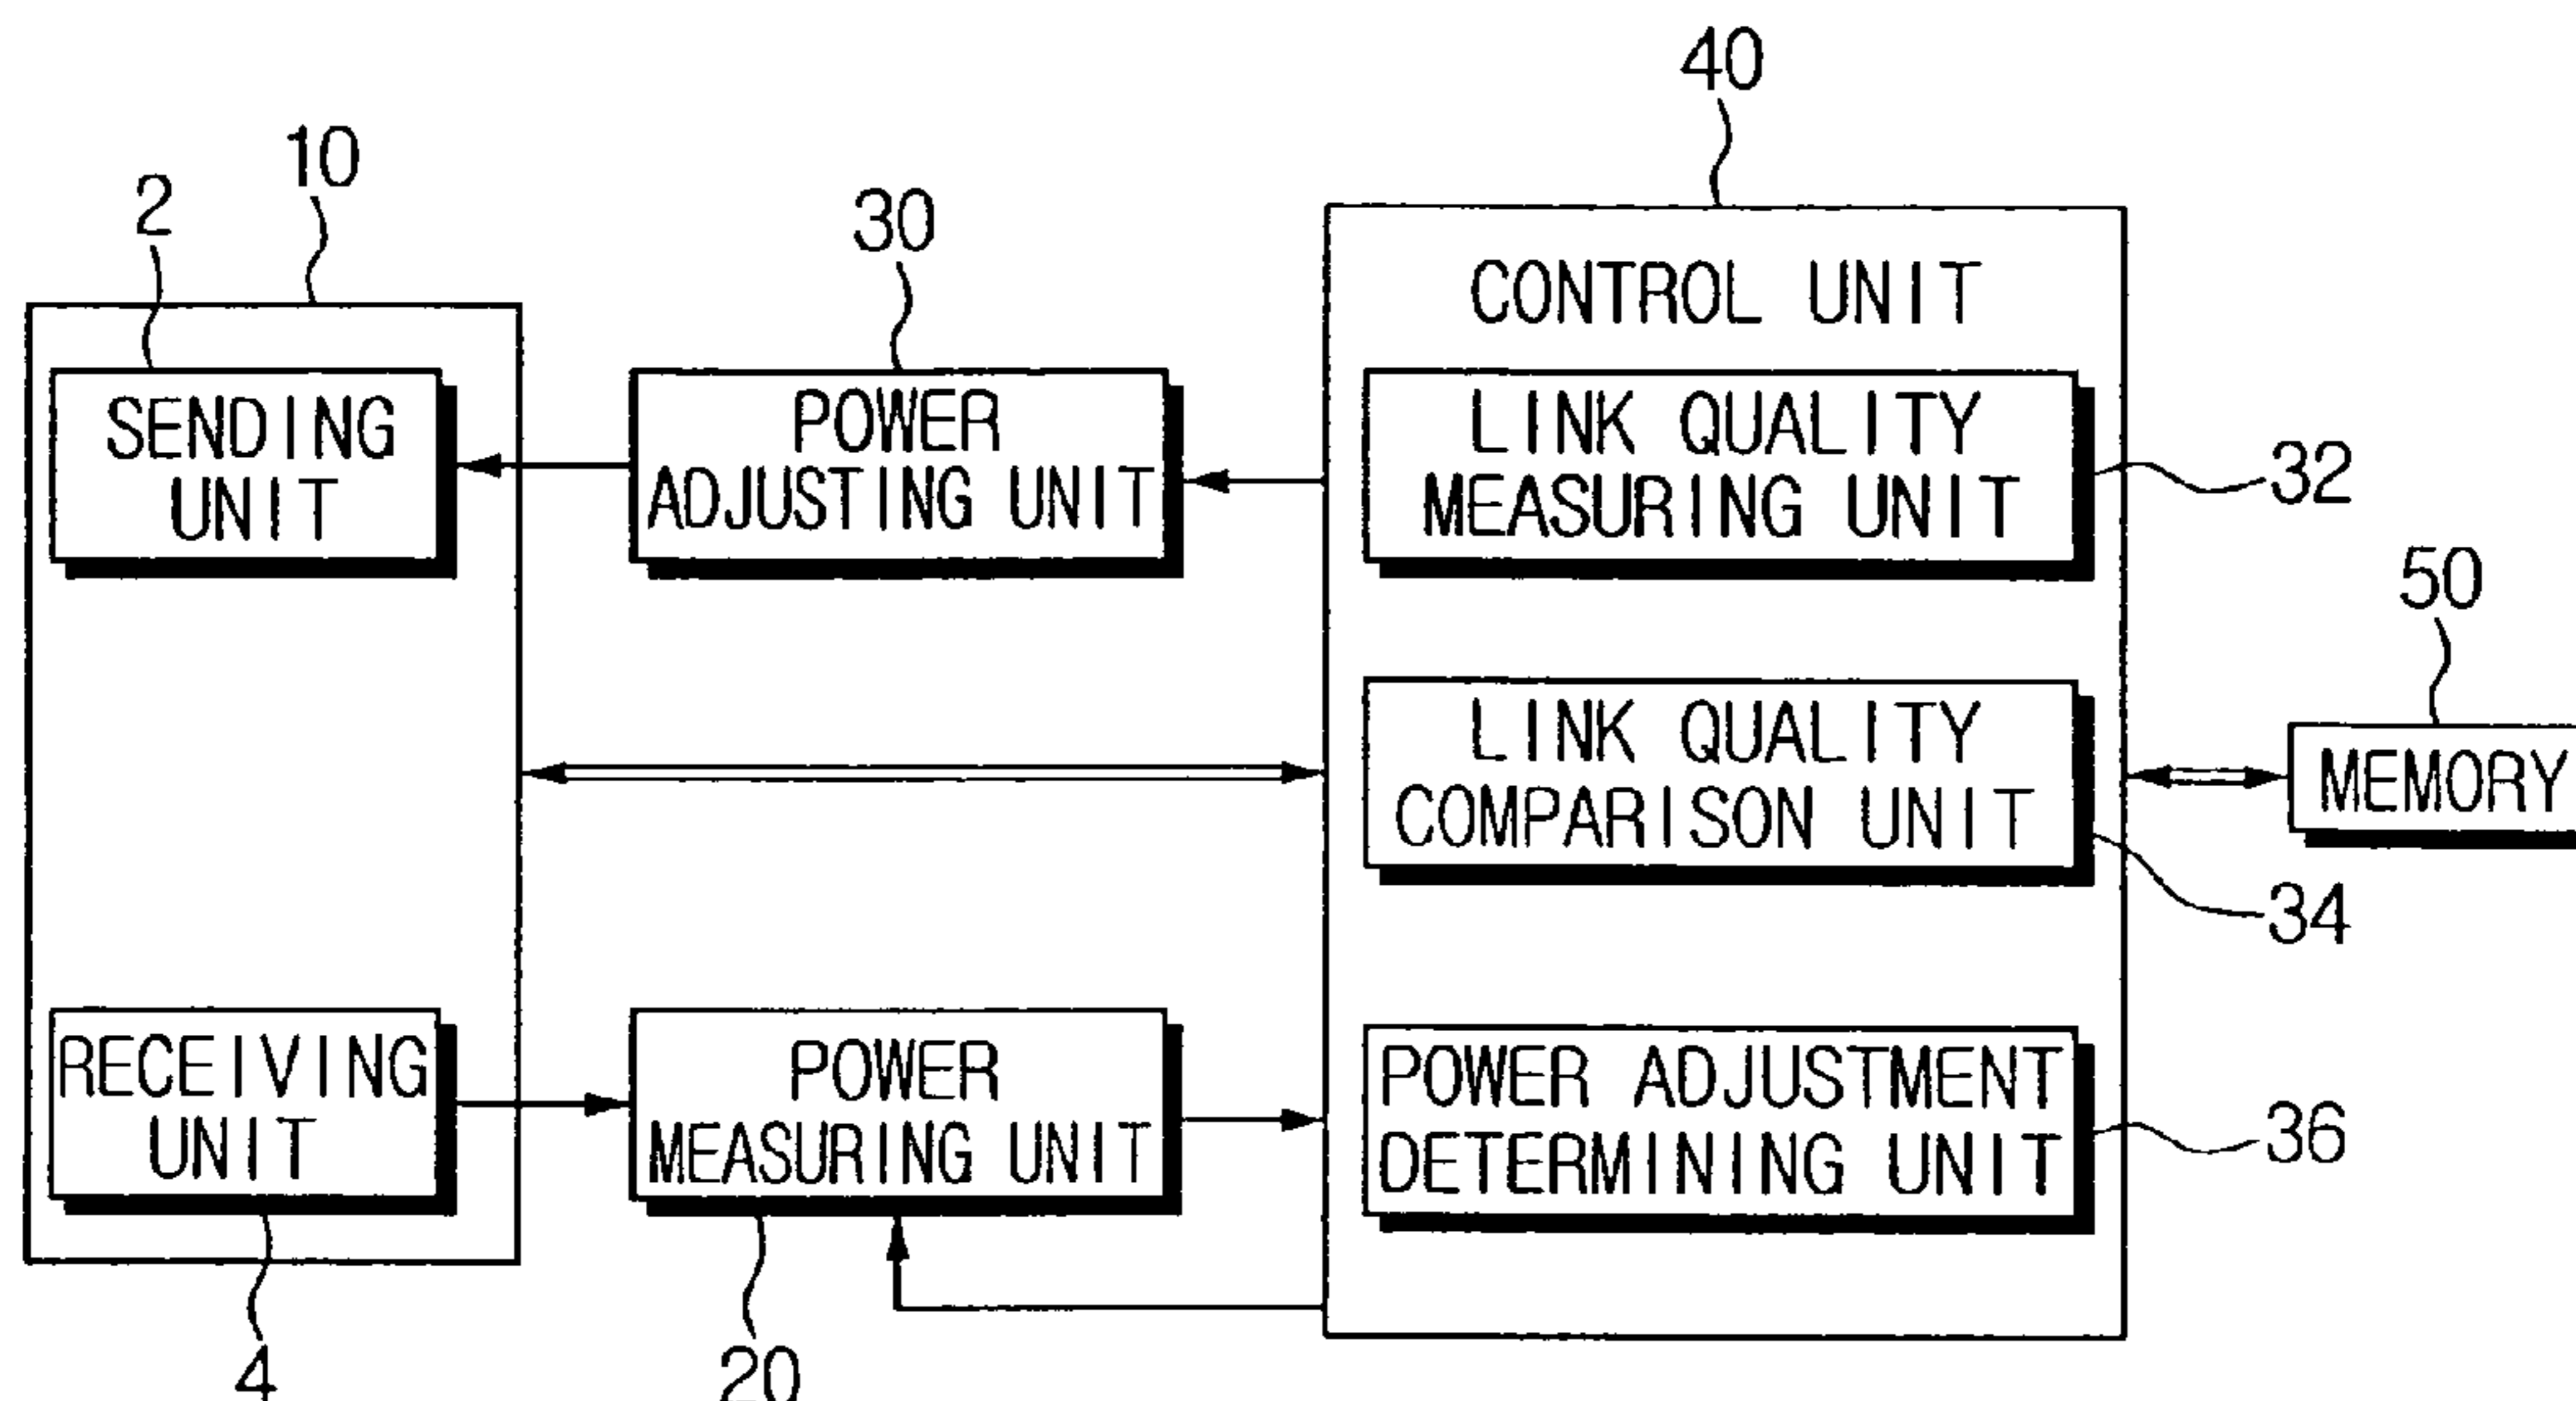 40
10
2
30
CONTROL UNIT
SENDING
UNIT
POWER
ADJUSTING UNIT
LINK QUALITY
MEASURING UNIT
32
50
LINK QUALITY
COMPARISON UNIT
MEMORY
34
RECEIVING
UNIT
POWER
MEASURING UNIT
POWER ADJUSTMENT
DETERMINING UNIT
36
4
20